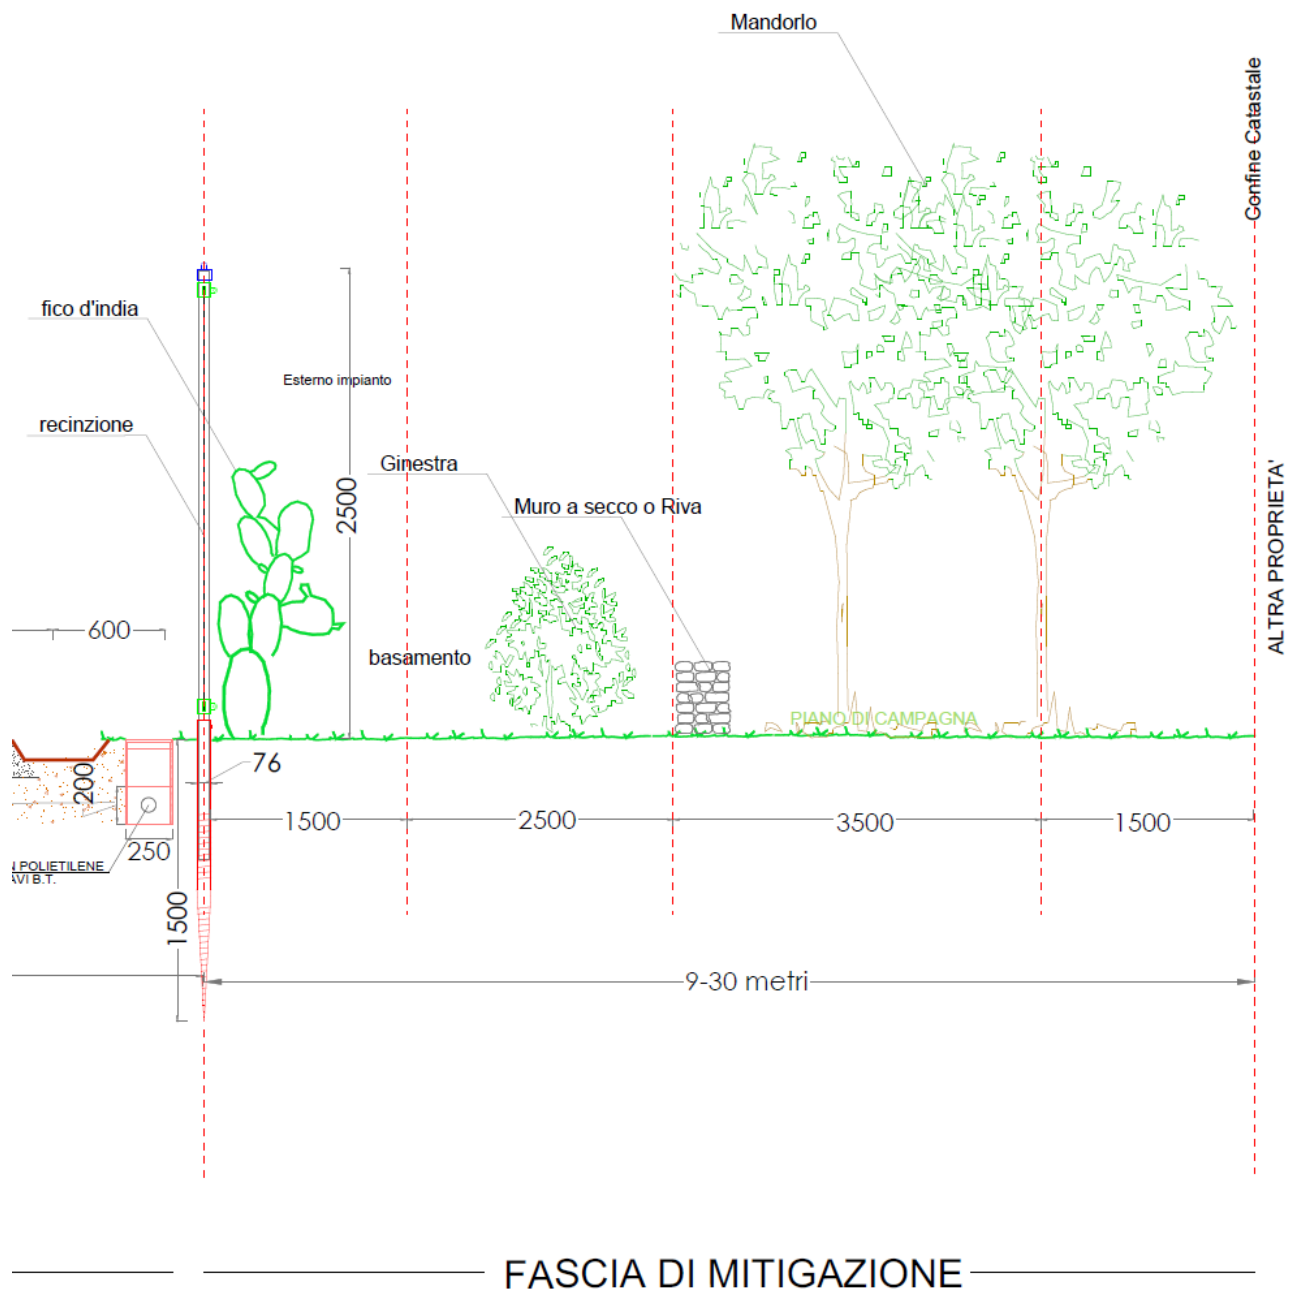 Mandorlo
Confine Catastale
fico d'india
Esterno impianto
recinzione
Ginestra
2500
Muro a secco o Riva
ALTRA PROPRIETA'
600
basamento
PIANO DI CAMPAGNA
76
200
1500
2500
3500
1500
250
N POLIETILENE
AVI B.T.
1500
9-30 metri
FASCIA DI MITIGAZIONE